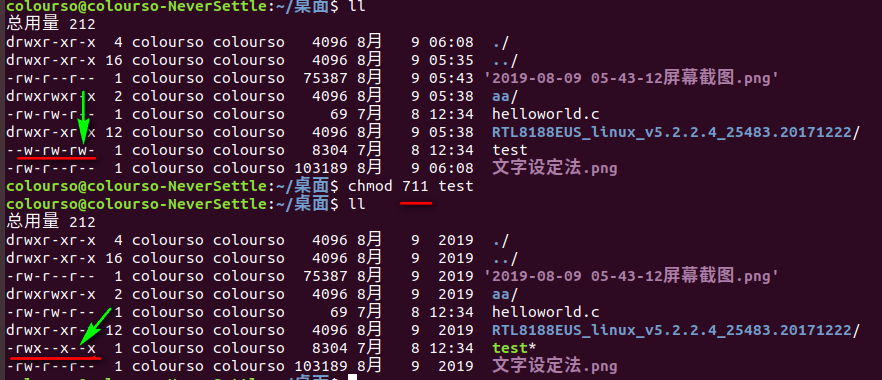 colourso@colourso-NeverSettle:~/桌面$ ll
总用量 212
drwxr-xr-x  4 colourso colourso   4096 8月   9 06:08  ./
drwxr-xr-x 16 colourso colourso   4096 8月   9 05:35  ../
-rw-r--r--  1 colourso colourso  75387 8月   9 05:43 '2019-08-09 05-43-12屏幕截图.png'
drwxrwxr-x  2 colourso colourso   4096 8月   9 05:38  aa/
-rw-rw-r--  1 colourso colourso     69 7月   8 12:34  helloworld.c
drwxr-xr-x 12 colourso colourso   4096 8月   9 05:38  RTL8188EUS_linux_v5.2.2.4_25483.20171222/
--w-rw-rw-  1 colourso colourso   8304 7月   8 12:34  test
-rw-r--r--  1 colourso colourso 103189 8月   9 06:08  文字设定法.png
colourso@colourso-NeverSettle:~/桌面$ chmod 711 test
colourso@colourso-NeverSettle:~/桌面$ ll
总用量 212
drwxr-xr-x  4 colourso colourso   4096 8月   9  2019  ./
drwxr-xr-x 16 colourso colourso   4096 8月   9  2019  ../
-rw-r--r--  1 colourso colourso  75387 8月   9  2019 '2019-08-09 05-43-12屏幕截图.png'
drwxrwxr-x  2 colourso colourso   4096 8月   9  2019  aa/
-rw-rw-r--  1 colourso colourso     69 7月   8 12:34  helloworld.c
drwxr-xr-x 12 colourso colourso   4096 8月   9  2019  RTL8188EUS_linux_v5.2.2.4_25483.20171222/
-rwx--x--x  1 colourso colourso   8304 7月   8 12:34  test*
-rw-r--r--  1 colourso colourso 103189 8月   9  2019  文字设定法.png